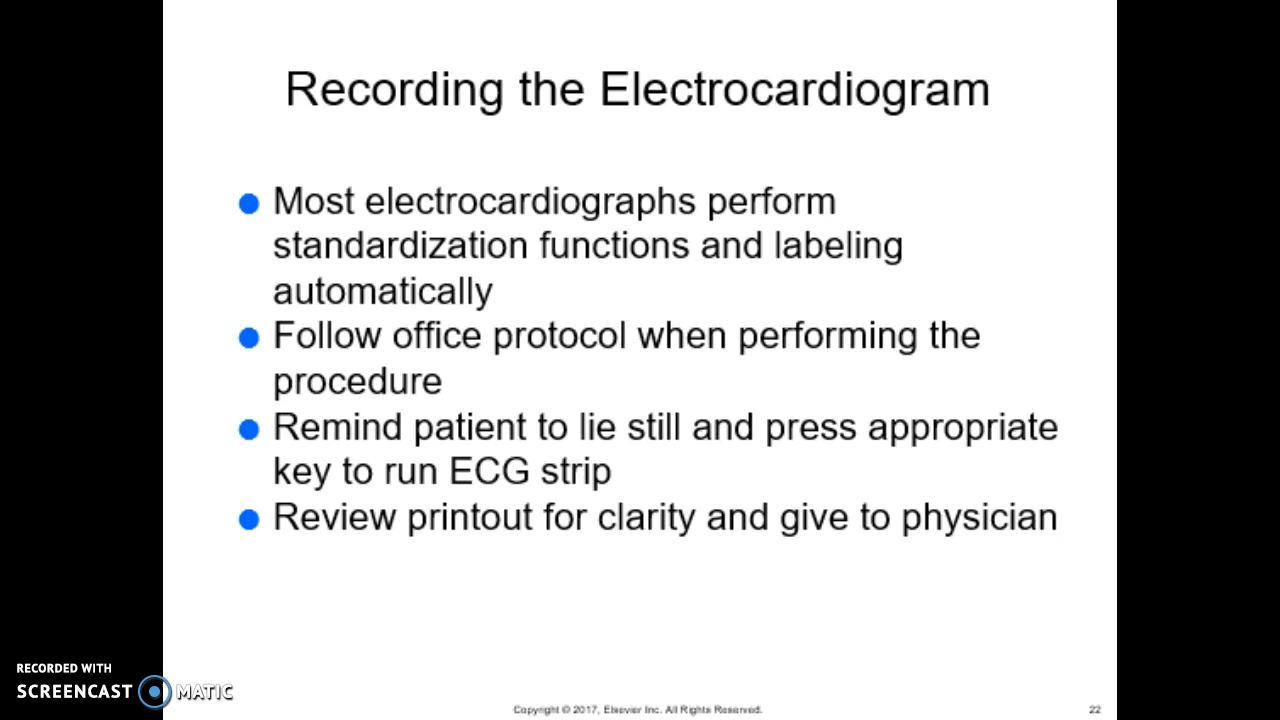 Recording the Electrocardiogram
Most electrocardiographs perform
standardization functions and labeling
automatically
Follow office protocol when performing the
procedure
Remind patient to lie still and press appropriate
key to run ECG strip
Review printout for clarity and give to physician
RECORDED WITH
SCREENCAST MATIC
Copyright © 2017, Elsevier Inc. All Rights Reserved.
22